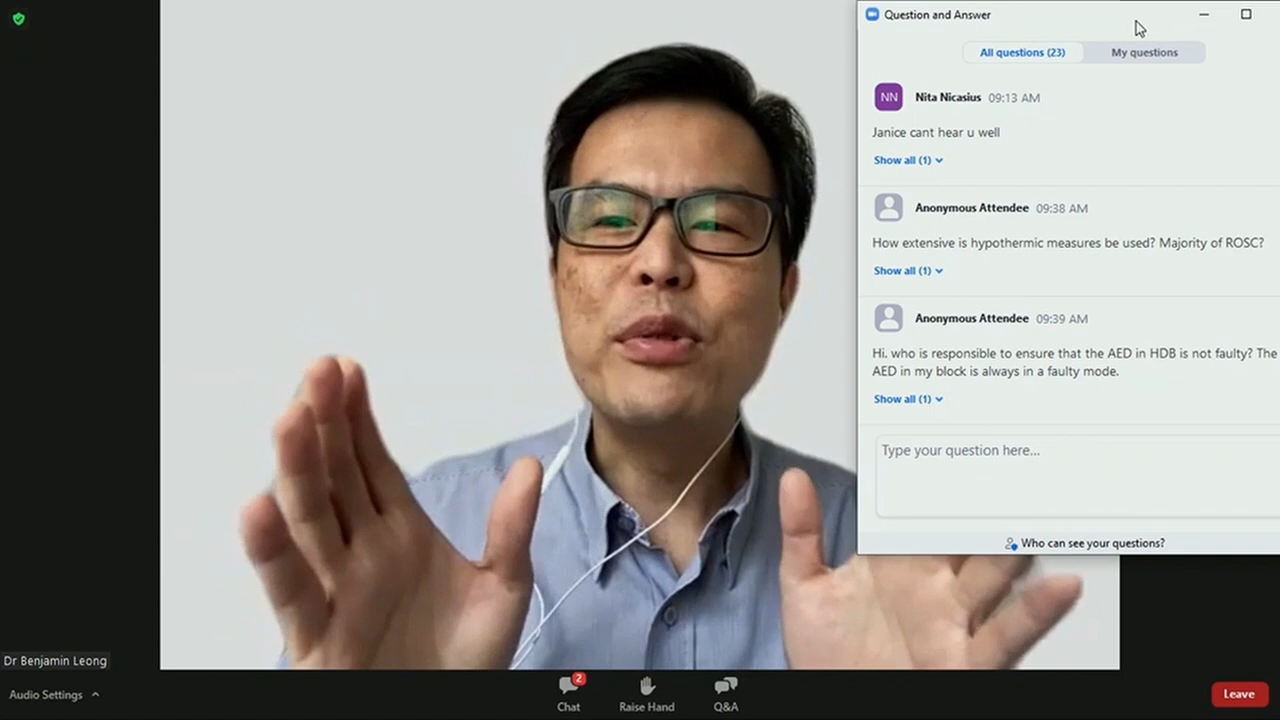 Question and Answer
All questions (23)
My questions
NN
Nita Nicasius 09:13 AM
Janice cant hear u well
Show all (1)
Anonymous Attendee 09:38 AM
How extensive is hypothermic measures be used? Majority of ROSC?
Show all (1)
Anonymous Attendee 09:39 AM
Hi. who is responsible to ensure that the AED in HDB is not faulty? The
AED in my block is always in a faulty mode.
Show all (1)
Type your question here...
Who can see your questions?
Dr Benjamin Leong
Audio Settings
2
Chat
Raise Hand
Q&A
Leave